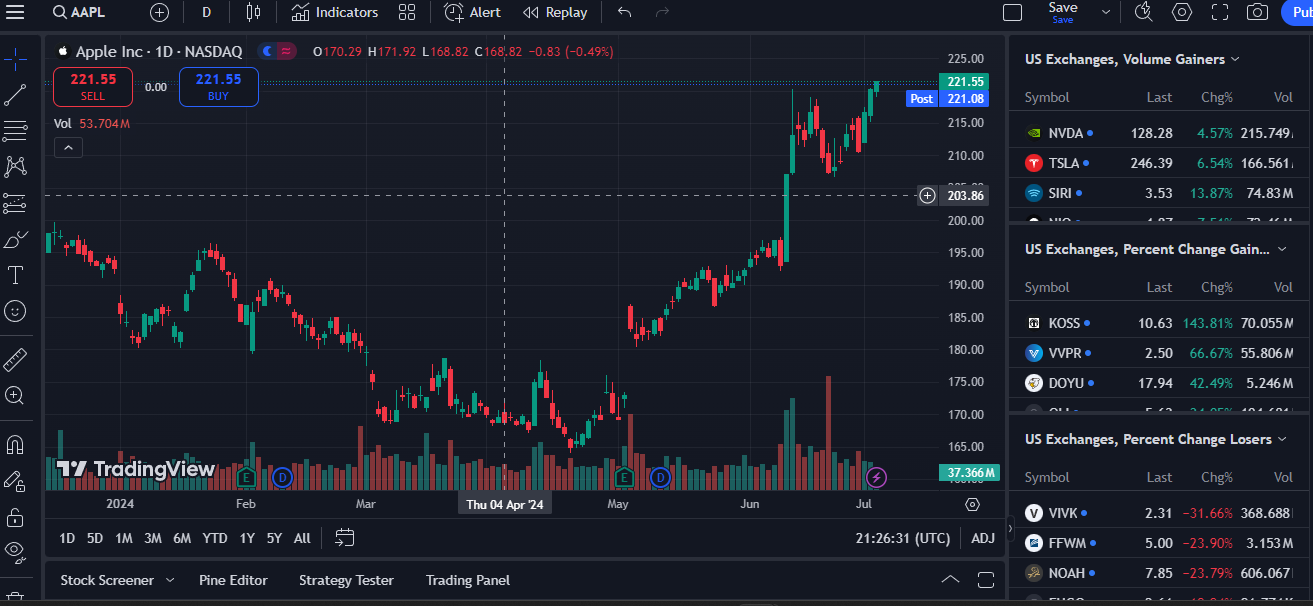 AAPL D Indicators Alert Replay Save
Save
Apple Inc · 1D · NASDAQ O170.29 H171.92 L168.82 C168.82 −0.83 (−0.49%)
221.55 SELL 0.00 221.55 BUY
Vol 53.704M
225.00
221.55
Post 221.08
215.00
210.00
203.86
200.00
195.00
190.00
185.00
180.00
175.00
170.00
165.00
37.366M
TradingView
E D E D
2024 Feb Mar Thu 04 Apr '24 May Jun Jul
1D 5D 1M 3M 6M YTD 1Y 5Y All 21:26:31 (UTC) ADJ
Stock Screener Pine Editor Strategy Tester Trading Panel
US Exchanges, Volume Gainers
Symbol Last Chg% Vol
NVDA 128.28 4.57% 215.749
TSLA 246.39 6.54% 166.561
SIRI 3.53 13.87% 74.83M
US Exchanges, Percent Change Gain...
Symbol Last Chg% Vol
KOSS 10.63 143.81% 70.055M
VVPR 2.50 66.67% 55.806M
DOYU 17.94 42.49% 5.246M
US Exchanges, Percent Change Losers
Symbol Last Chg% Vol
VIVK 2.31 −31.66% 368.688
FFWM 5.00 −23.90% 3.153M
NOAH 7.85 −23.79% 606.067